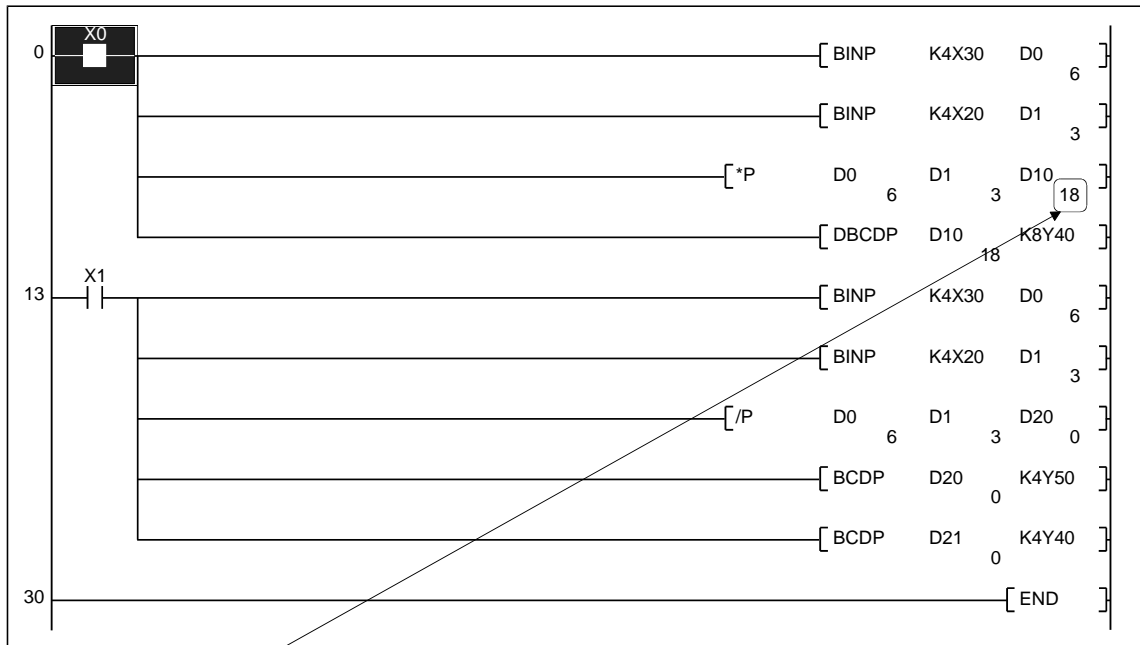 X0
0 BINP K4X30 D0
6
BINP K4X20 D1
3
*P D0 D1 D10
6 3 18
DBCDP D10 K8Y40
18
X1
13 BINP K4X30 D0
6
BINP K4X20 D1
3
/P D0 D1 D20
6 3 0
BCDP D20 K4Y50
0
BCDP D21 K4Y40
0
30 END